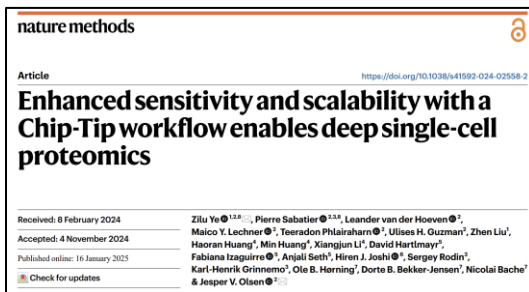 nature methods
Article
https://doi.org/10.1038/s41592-024-02558-2
Enhanced sensitivity and scalability with a
Chip-Tip workflow enables deep single-cell
proteomics
Received: 8 February 2024
Accepted: 4 November 2024
Published online: 16 January 2025
Check for updates
Zilu Ye 1,2,8, Pierre Sabatier 2,3,8, Leander van der Hoeven 2,
Maico Y. Lechner 2, Teeradon Phlairaharn 2, Ulises H. Guzman 2, Zhen Liu 1,
Haoran Huang 4, Min Huang 4, Xiangjun Li 4, David Hartlmayr 5,
Fabiana Izaguirre 5, Anjali Seth 5, Hiren J. Joshi 6, Sergey Rodin 3,
Karl-Henrik Grinnemo 3, Ole B. Hørning 7, Dorte B. Bekker-Jensen 7, Nicolai Bache 7
& Jesper V. Olsen 2